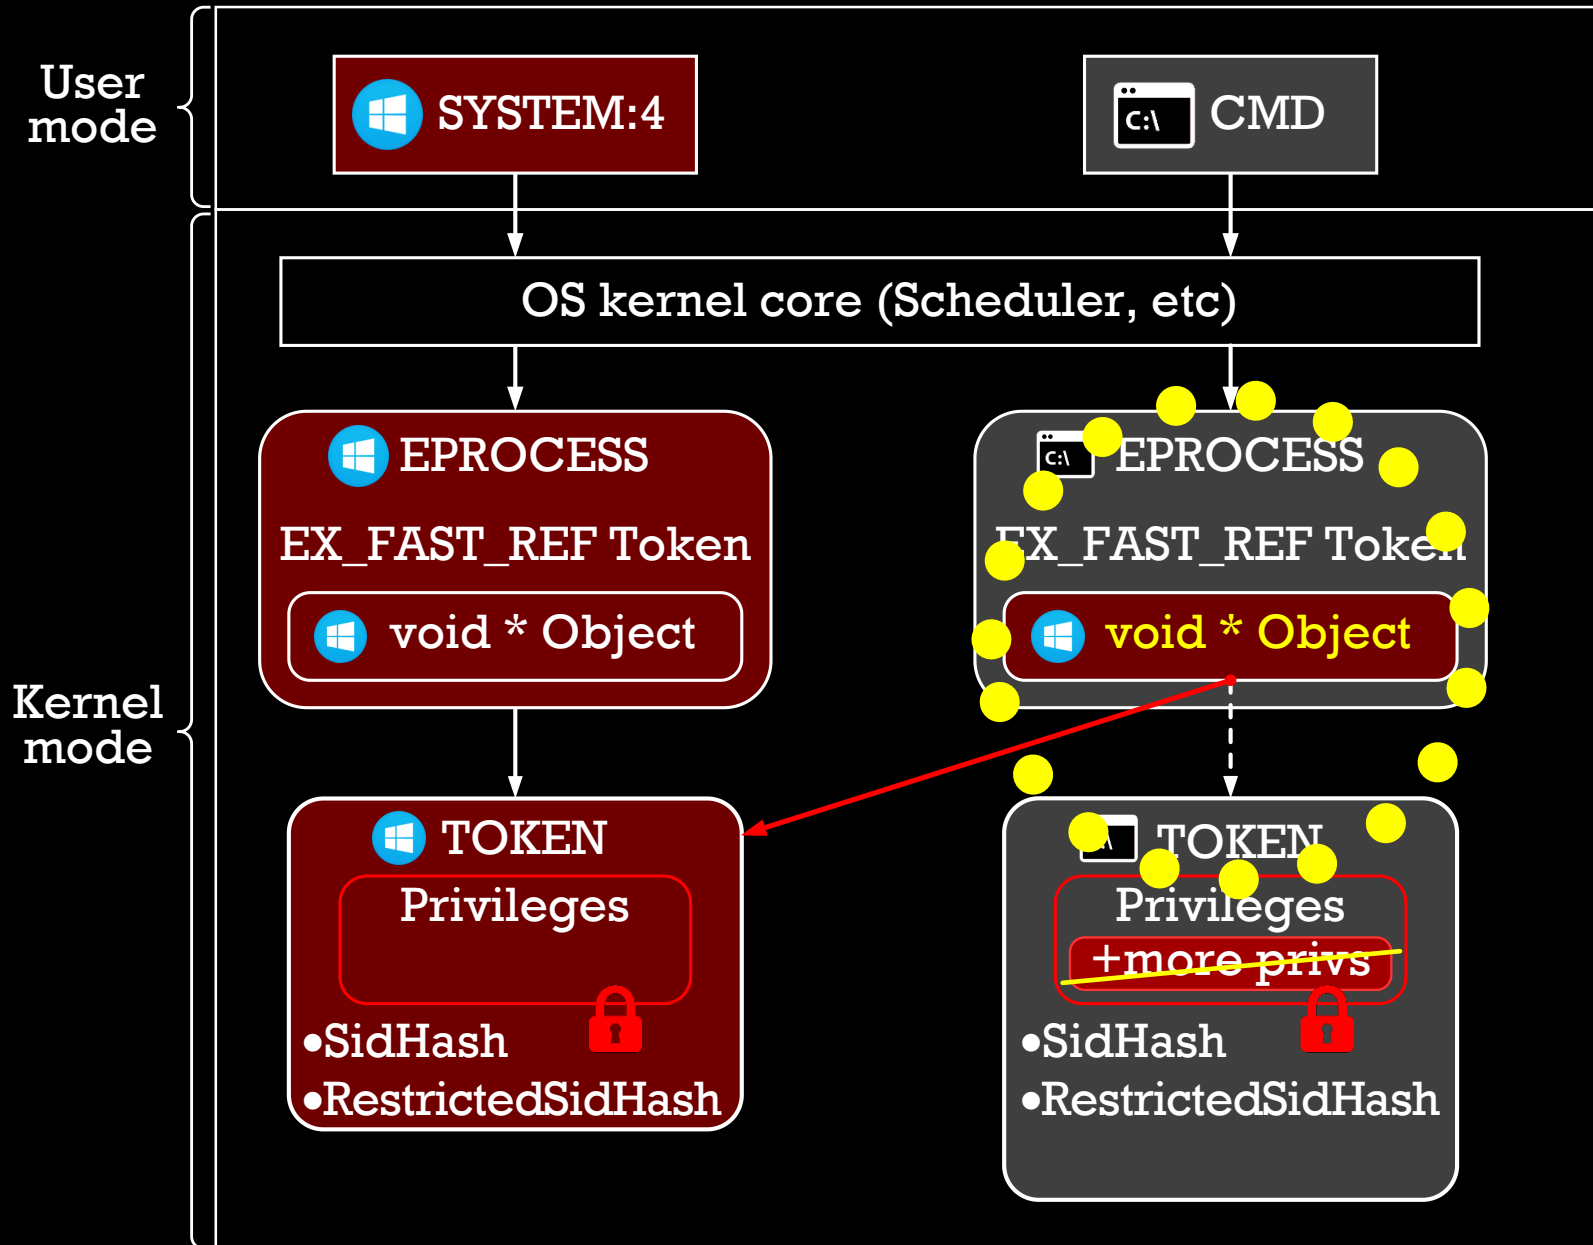 User
mode
SYSTEM:4
C:\ CMD
OS kernel core (Scheduler, etc)
EPROCESS
EX_FAST_REF Token
void * Object
C:\ EPROCESS
EX_FAST_REF Token
void * Object
Kernel
mode
TOKEN
Privileges
•SidHash
•RestrictedSidHash
TOKEN
Privileges
+more privs
•SidHash
•RestrictedSidHash